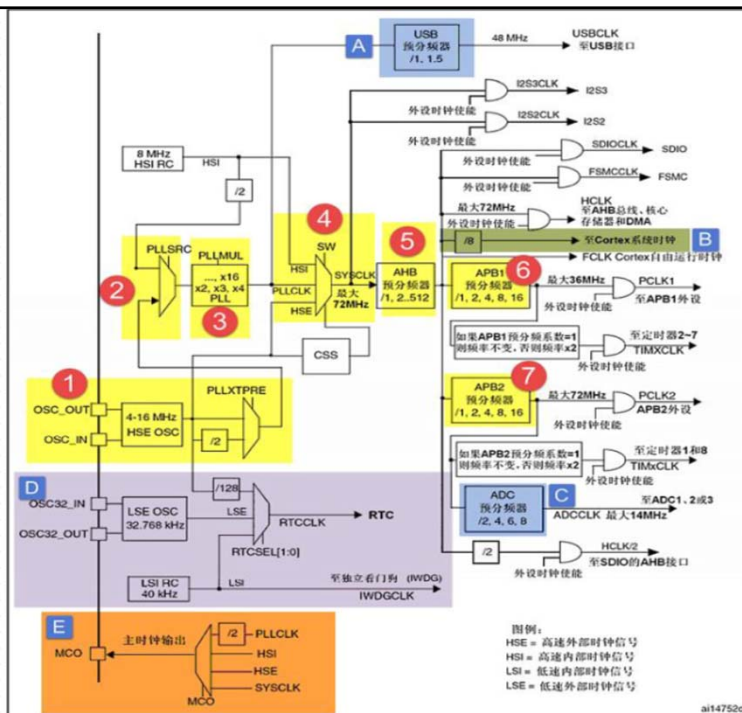 A
USB
预分频器
/1, 1.5
48 MHz
USBCLK
至USB接口
I2S3CLK
I2S3
外设时钟使能
I2S2CLK
I2S2
外设时钟使能
SDIOCLK
SDIO
外设时钟使能
FSMCCLK
FSMC
外设时钟使能
8 MHz
HSI RC
HSI
/2
HCLK
最大72MHz
至AHB总线、核心
存储器和DMA
外设时钟使能
/8
至Cortex系统时钟
B
FCLK Cortex自由运行时钟
PLLSRC
2
PLLMUL
..., x16
x2, x3, x4
PLL
3
4
SW
HSI
PLLCLK
HSE
SYSCLK
最大
72MHz
CSS
5
AHB
预分频器
/1, 2..512
APB1
预分频器
/1, 2, 4, 8, 16
6
最大36MHz
PCLK1
至APB1外设
外设时钟使能
如果APB1预分频系数=1
则频率不变,否则频率x2
至定时器2~7
TIMXCLK
外设时钟使能
1
OSC_OUT
OSC_IN
4-16 MHz
HSE OSC
PLLXTPRE
/2
APB2
预分频器
/1, 2, 4, 8, 16
7
最大72MHz
PCLK2
APB2外设
外设时钟使能
如果APB2预分频系数=1
则频率不变,否则频率x2
至定时器1和8
TIMxCLK
外设时钟使能
D
OSC32_IN
OSC32_OUT
LSE OSC
32.768 kHz
/128
LSE
RTCCLK
RTC
RTCSEL[1:0]
LSI RC
40 kHz
LSI
至独立看门狗 (IWDG)
IWDGCLK
ADC
预分频器
/2, 4, 6, 8
C
至ADC1、2或3
ADCCLK 最大14MHz
/2
HCLK/2
至SDIO的AHB接口
外设时钟使能
E
主时钟输出
MCO
/2
PLLCLK
HSI
HSE
SYSCLK
MCO
图例:
HSE = 高速外部时钟信号
HSI = 高速内部时钟信号
LSI = 低速内部时钟信号
LSE = 低速外部时钟信号